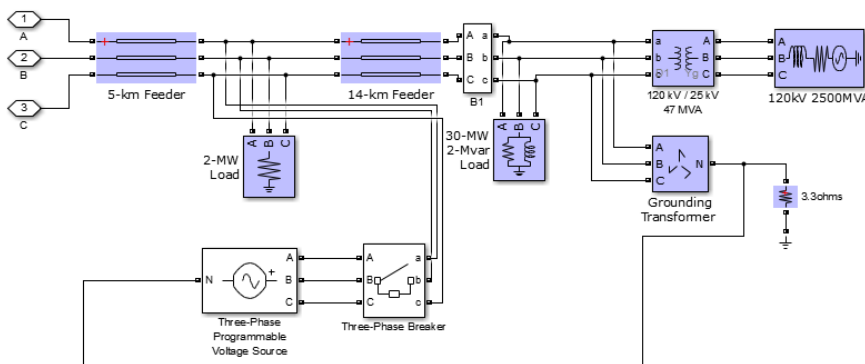 1
A
2
B
3
C
5-km Feeder
14-km Feeder
A
B
C
a
b
c
B1
a
b
c
D1
Yg
A
B
C
120 kV / 25 kV
47 MVA
A
B
C
120kV 2500MVA
A B C
2-MW
Load
A B C
30-MW
2-Mvar
Load
A
B
C
N
Grounding
Transformer
3.3ohms
N
+
A
B
C
Three-Phase
Programmable
Voltage Source
A
B
C
a
b
c
Three-Phase Breaker